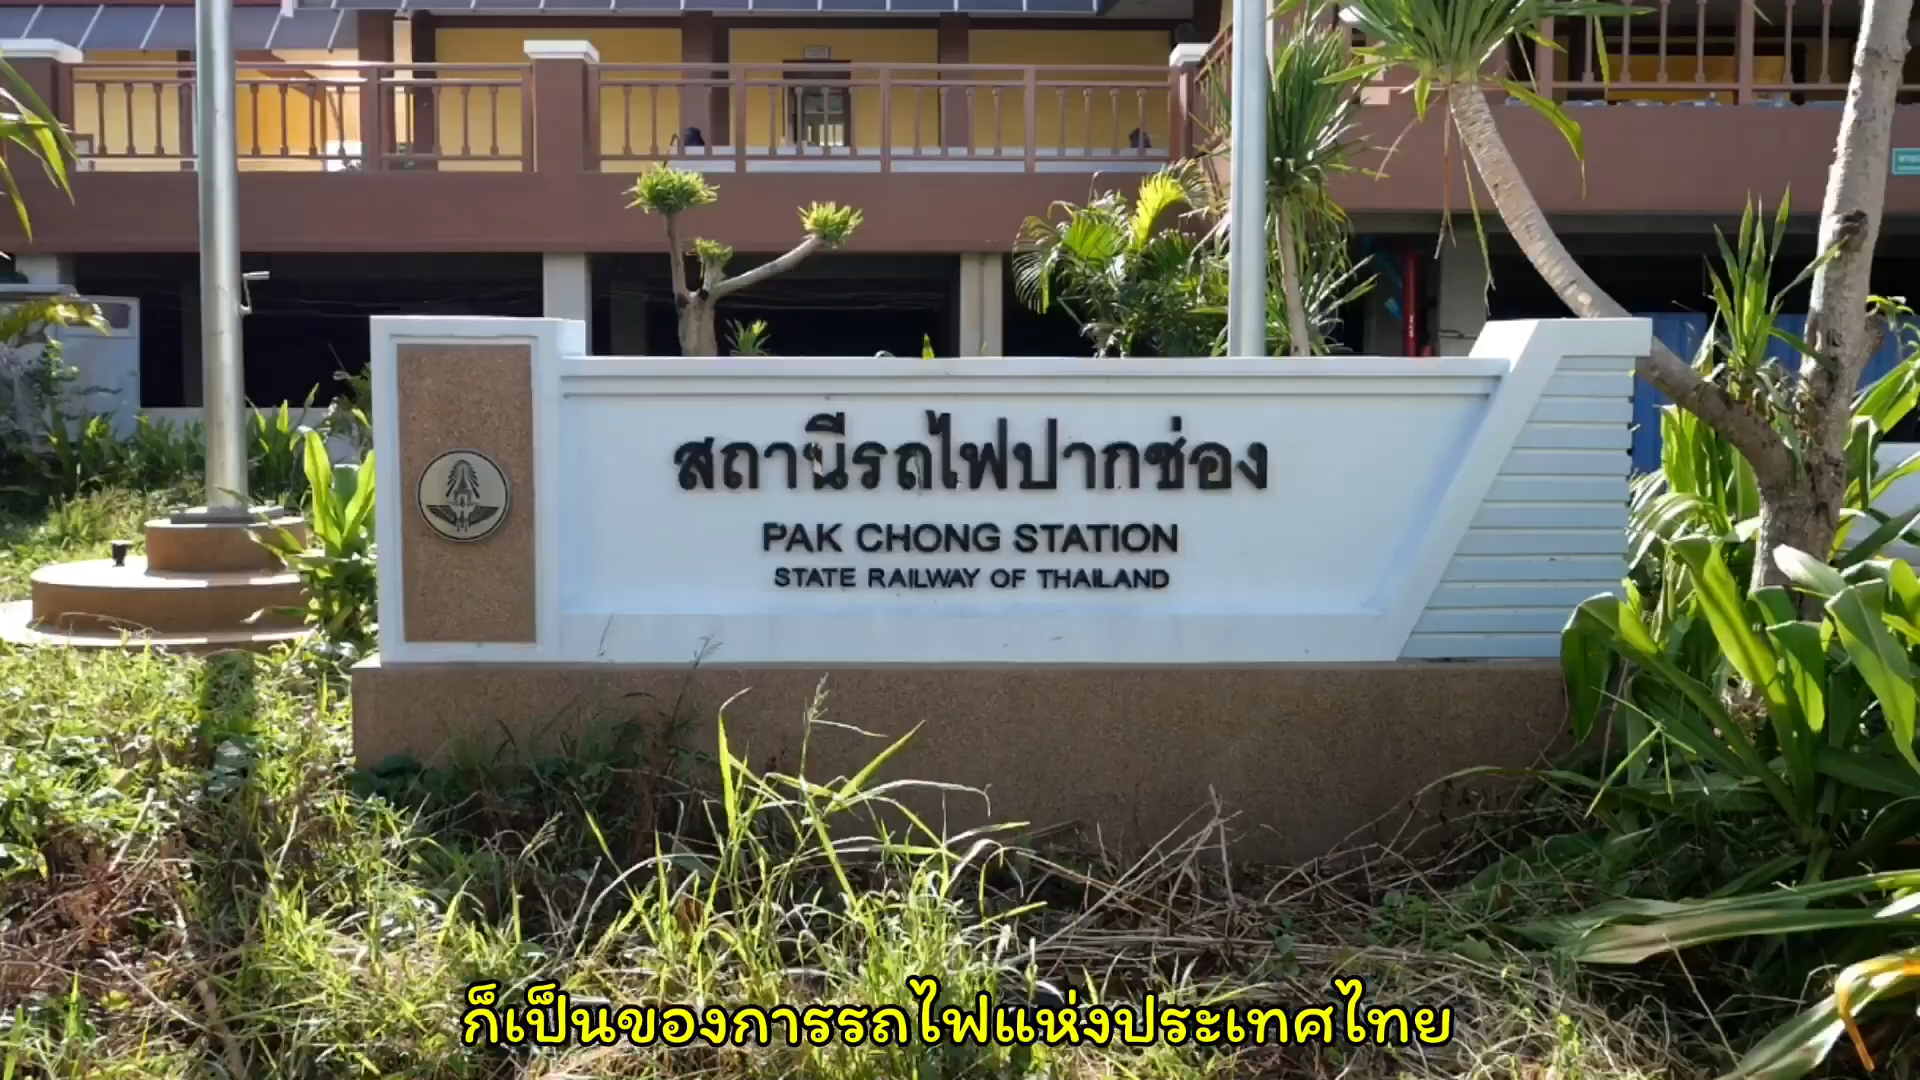 สถานีรถไฟปากช่อง
PAK CHONG STATION
STATE RAILWAY OF THAILAND
ก็เป็นของการรถไฟแห่งประเทศไทย